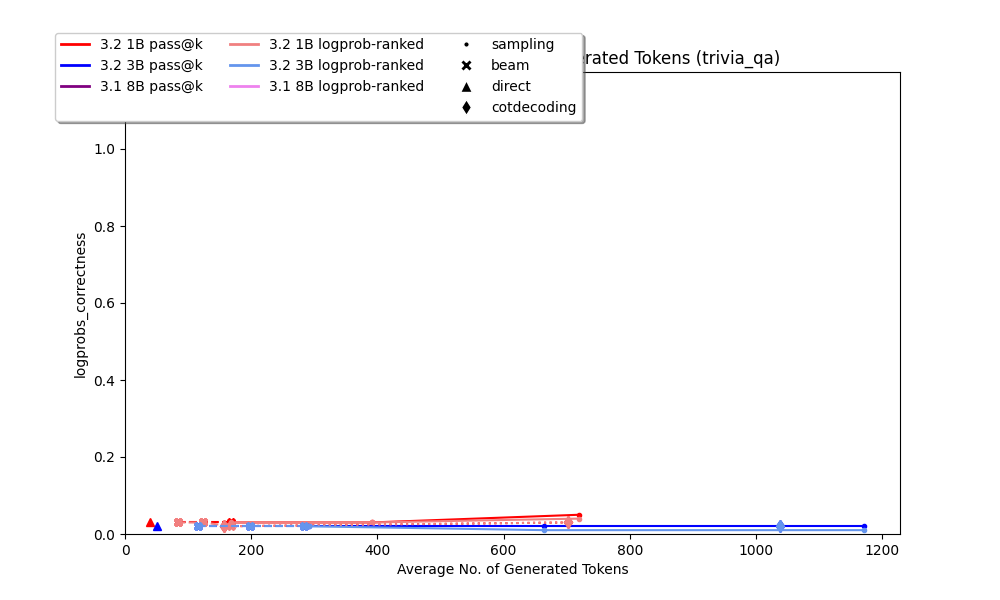 3.2 1B pass@k
3.2 3B pass@k
3.1 8B pass@k
3.2 1B logprob-ranked
3.2 3B logprob-ranked
3.1 8B logprob-ranked
sampling
beam
direct
cotdecoding
Tokens (trivia_qa)
logprobs_correctness
1.0
0.8
0.6
0.4
0.2
0.0
0
200
400
600
800
1000
1200
Average No. of Generated Tokens